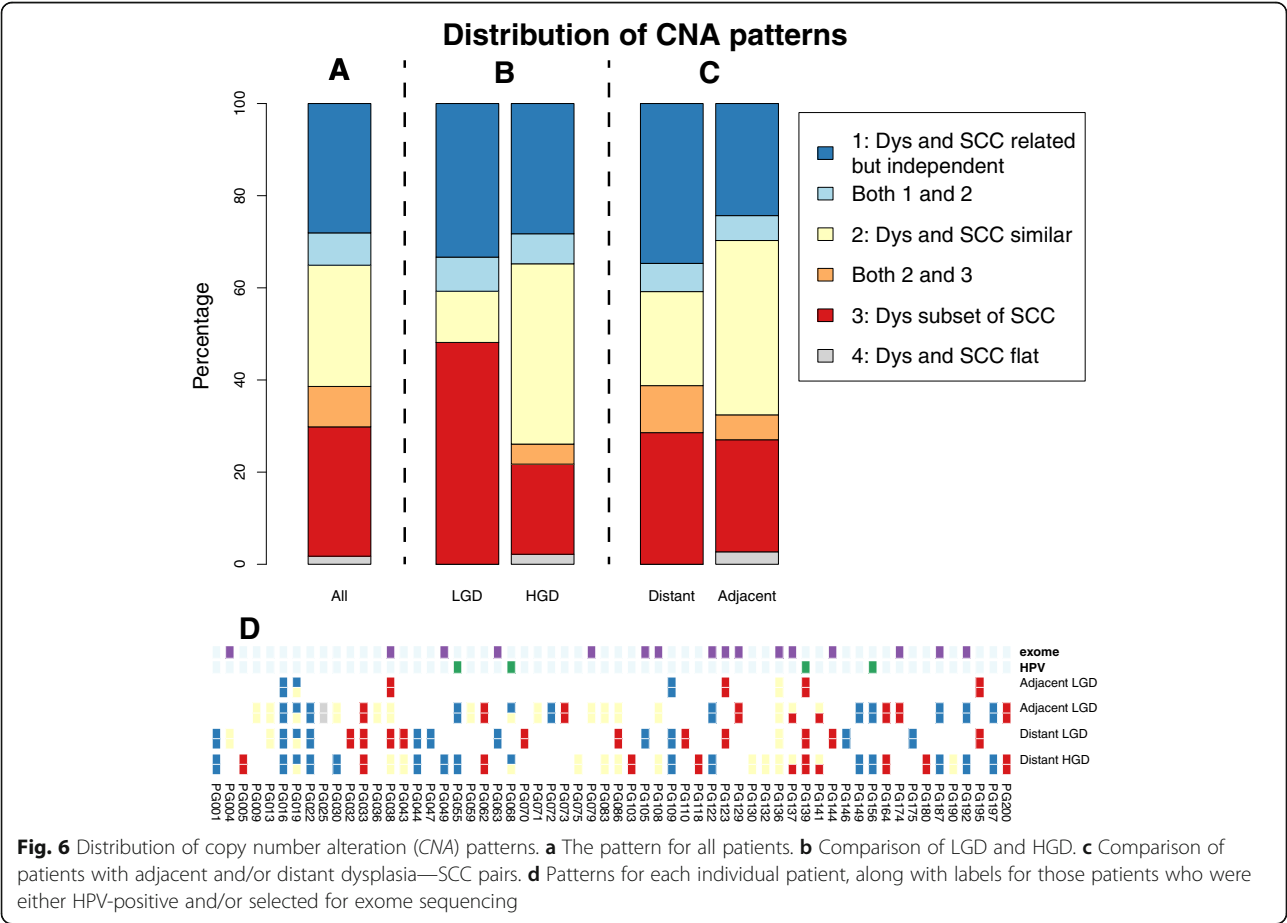 Distribution of CNA patterns
A
B
C
Percentage
100
80
60
40
20
0
All
LGD
HGD
Distant
Adjacent
1: Dys and SCC related
but independent
Both 1 and 2
2: Dys and SCC similar
Both 2 and 3
3: Dys subset of SCC
4: Dys and SCC flat
D
exome
HPV
Adjacent LGD
Adjacent LGD
Distant LGD
Distant HGD
PG001
PG004
PG005
PG009
PG013
PG016
PG019
PG022
PG025
PG030
PG032
PG033
PG036
PG038
PG043
PG044
PG047
PG049
PG055
PG059
PG062
PG063
PG068
PG070
PG071
PG072
PG073
PG075
PG079
PG083
PG086
PG103
PG105
PG108
PG109
PG110
PG118
PG122
PG123
PG129
PG130
PG132
PG136
PG137
PG139
PG141
PG144
PG146
PG149
PG156
PG164
PG174
PG175
PG180
PG187
PG192
PG195
PG197
PG200
Fig. 6 Distribution of copy number alteration (CNA) patterns. a The pattern for all patients. b Comparison of LGD and HGD. c Comparison of
patients with adjacent and/or distant dysplasia—SCC pairs. d Patterns for each individual patient, along with labels for those patients who were
either HPV-positive and/or selected for exome sequencing